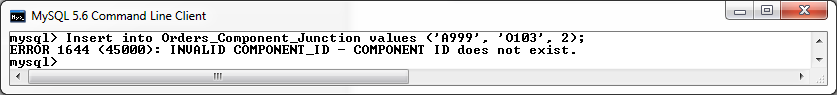 MySQL 5.6 Command Line Client
mysql> Insert into Orders_Component_Junction values ('A999', 'O103', 2);
ERROR 1644 (45000): INVALID COMPONENT_ID - COMPONENT ID does not exist.
mysql>